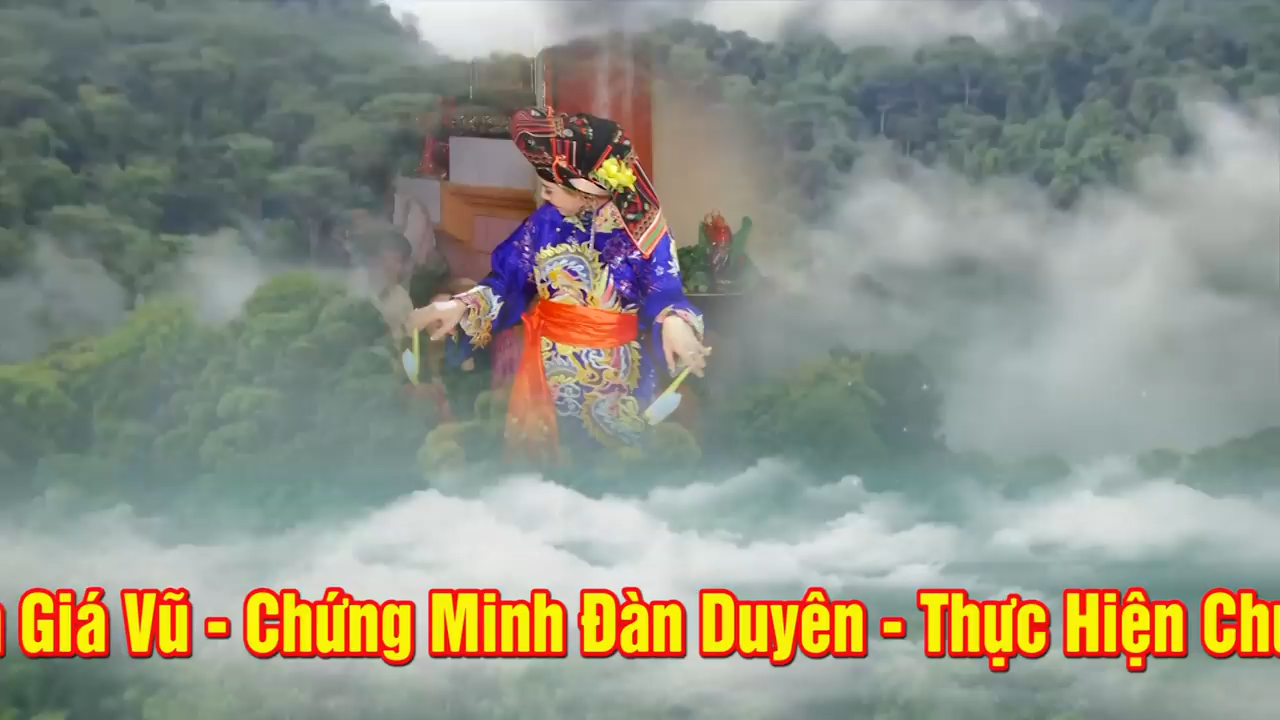 Giá Vũ - Chứng Minh Đàn Duyên - Thực Hiện